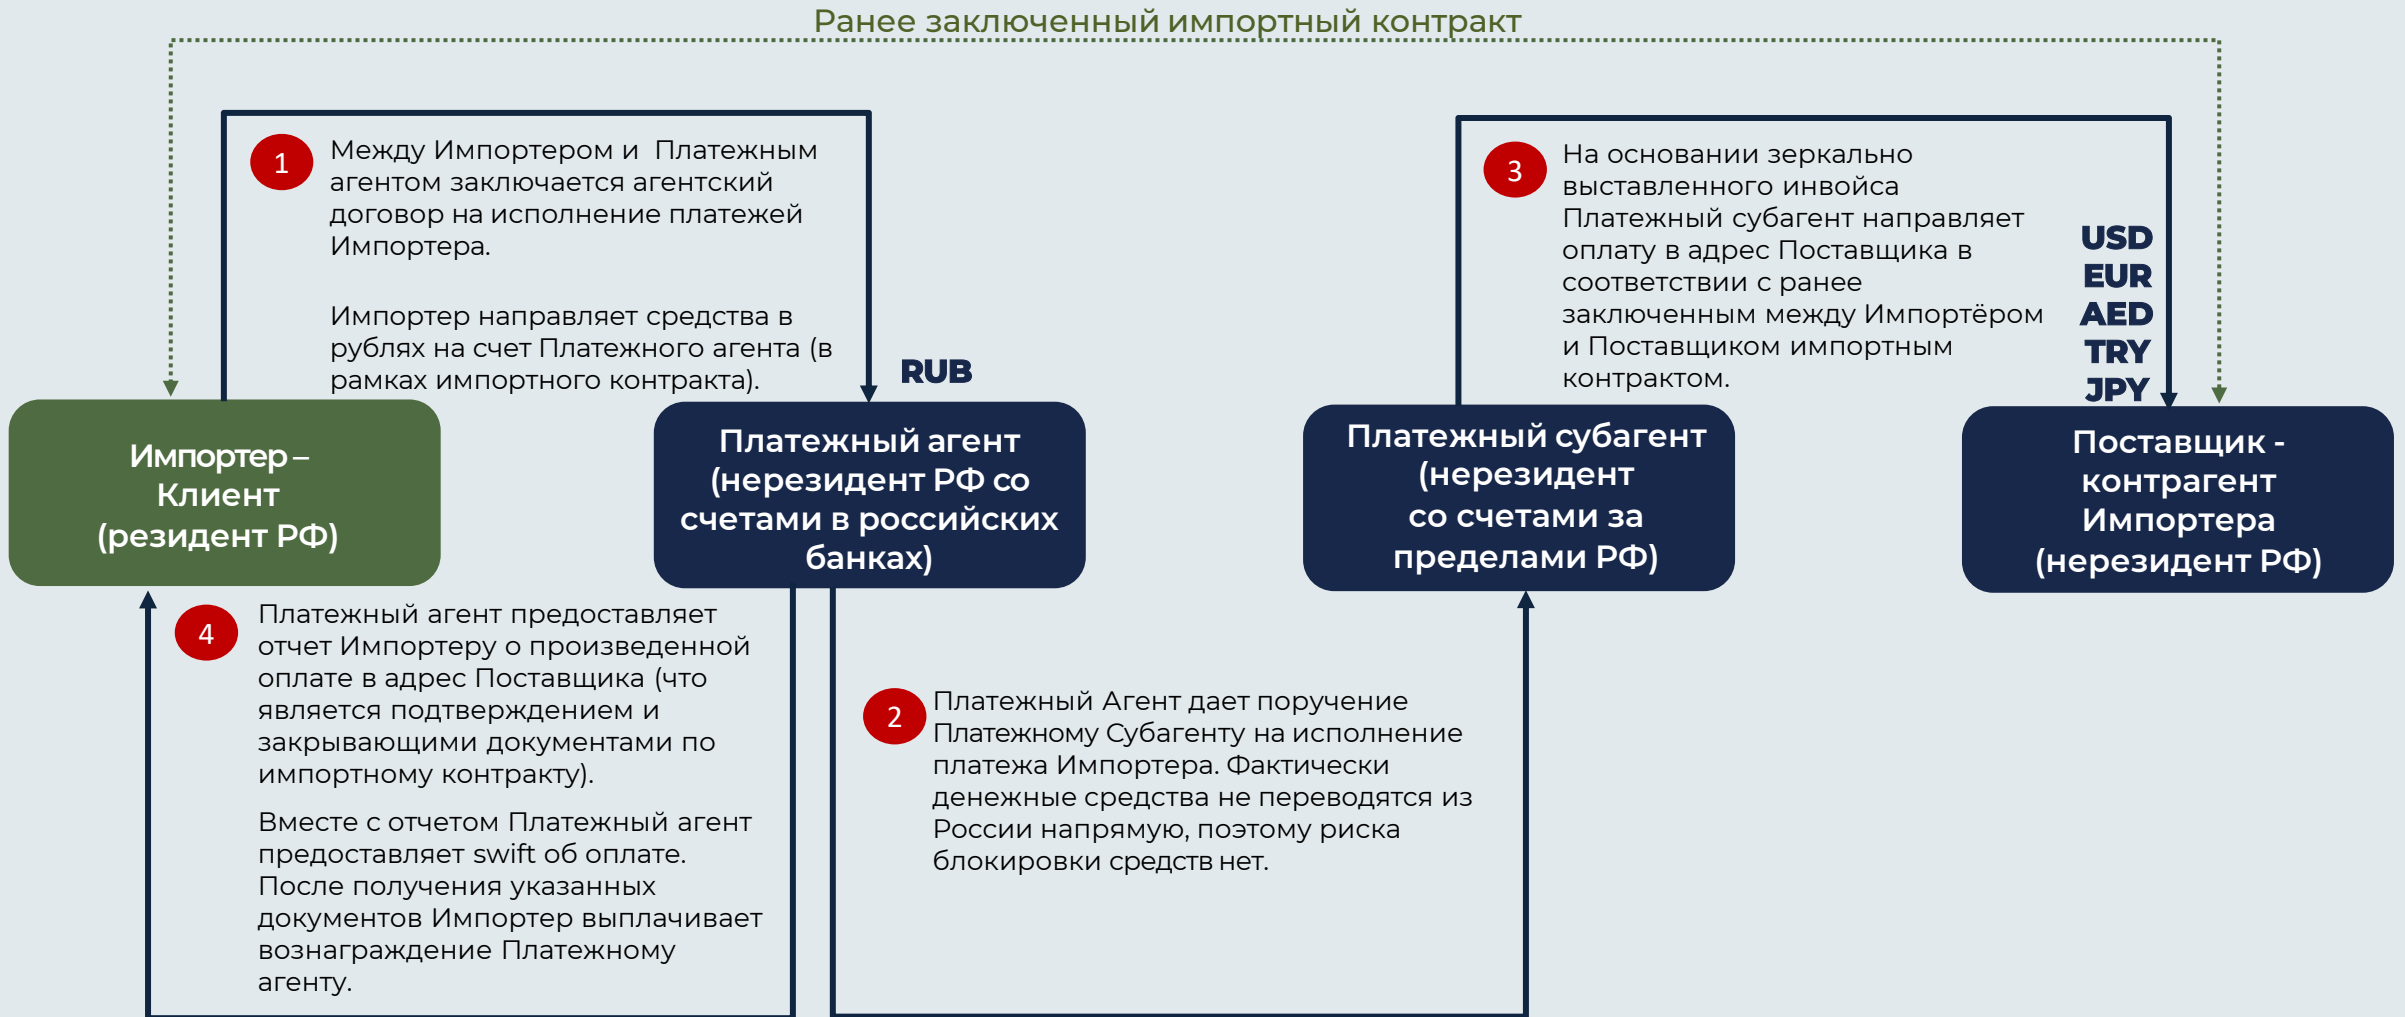 Ранее заключенный импортный контракт
1
Между Импортером и Платежным
агентом заключается агентский
договор на исполнение платежей
Импортера.
Импортер направляет средства в
рублях на счет Платежного агента (в
рамках импортного контракта).
RUB
3
На основании зеркально
выставленного инвойса
Платежный субагент направляет
оплату в адрес Поставщика в
соответствии с ранее
заключенным между Импортёром
и Поставщиком импортным
контрактом.
USD
EUR
AED
TRY
JPY
Импортер –
Клиент
(резидент РФ)
Платежный агент
(нерезидент РФ со
счетами в российских
банках)
Платежный субагент
(нерезидент
со счетами за
пределами РФ)
Поставщик -
контрагент
Импортера
(нерезидент РФ)
4
Платежный агент предоставляет
отчет Импортеру о произведенной
оплате в адрес Поставщика (что
является подтверждением и
закрывающими документами по
импортному контракту).
Вместе с отчетом Платежный агент
предоставляет swift об оплате.
После получения указанных
документов Импортер выплачивает
вознаграждение Платежному
агенту.
2
Платежный Агент дает поручение
Платежному Субагенту на исполнение
платежа Импортера. Фактически
денежные средства не переводятся из
России напрямую, поэтому риска
блокировки средств нет.